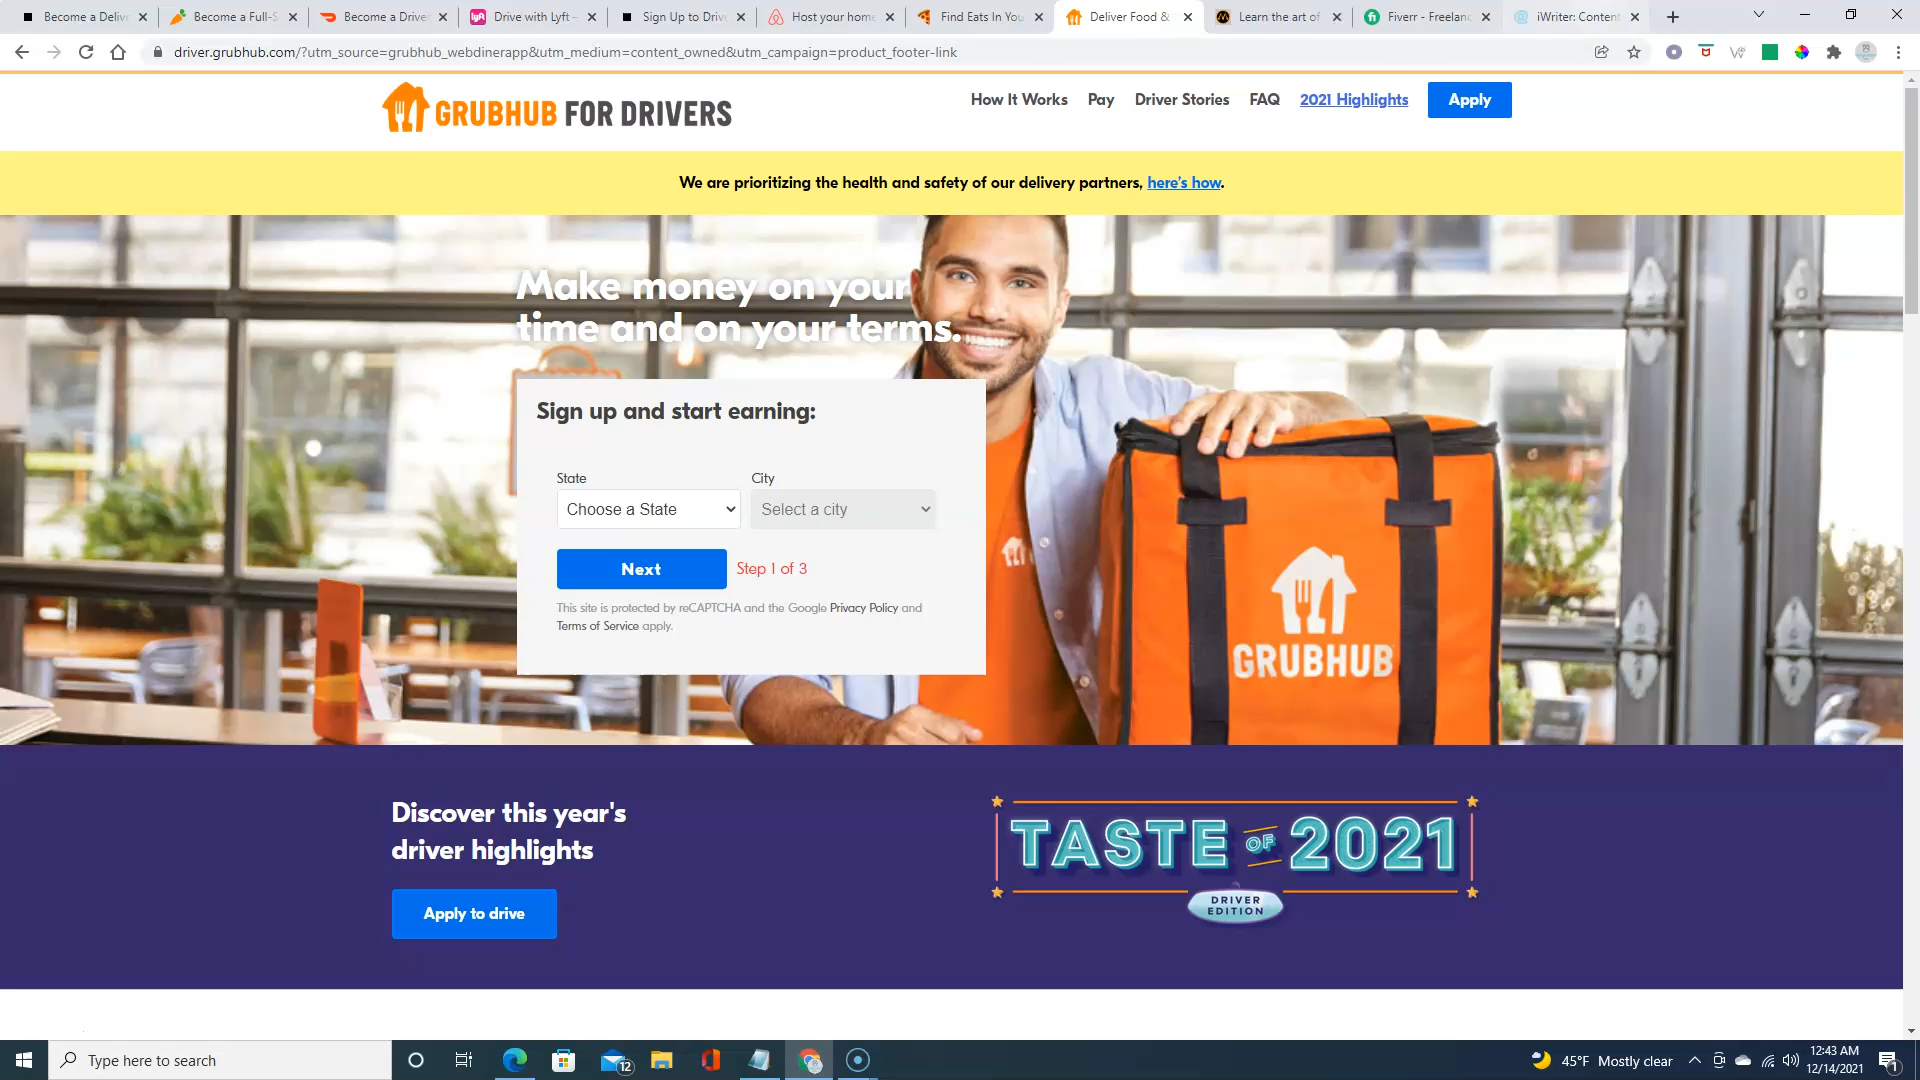 Become a Deliv
Become a Full-S
Become a Drive
Drive with Lyft -
Sign Up to Driv
Host your home
Find Eats In You
Deliver Food &
Learn the art of
Fiverr - Freelanc
iWriter: Content
driver.grubhub.com/?utm_source=grubhub_webdinerapp&utm_medium=content_owned&utm_campaign=product_footer-link
GRUBHUB FOR DRIVERS
How It Works
Pay
Driver Stories
FAQ
2021 Highlights
Apply
We are prioritizing the health and safety of our delivery partners, here's how.
Make money on your
time and on your terms.
Sign up and start earning:
State
City
Choose a State
Select a city
Next
Step 1 of 3
This site is protected by reCAPTCHA and the Google Privacy Policy and
Terms of Service apply.
GRUBHUB
Discover this year's
driver highlights
Apply to drive
TASTE OF 2021
DRIVER
EDITION
Type here to search
12
45°F Mostly clear
12:43 AM
12/14/2021
1